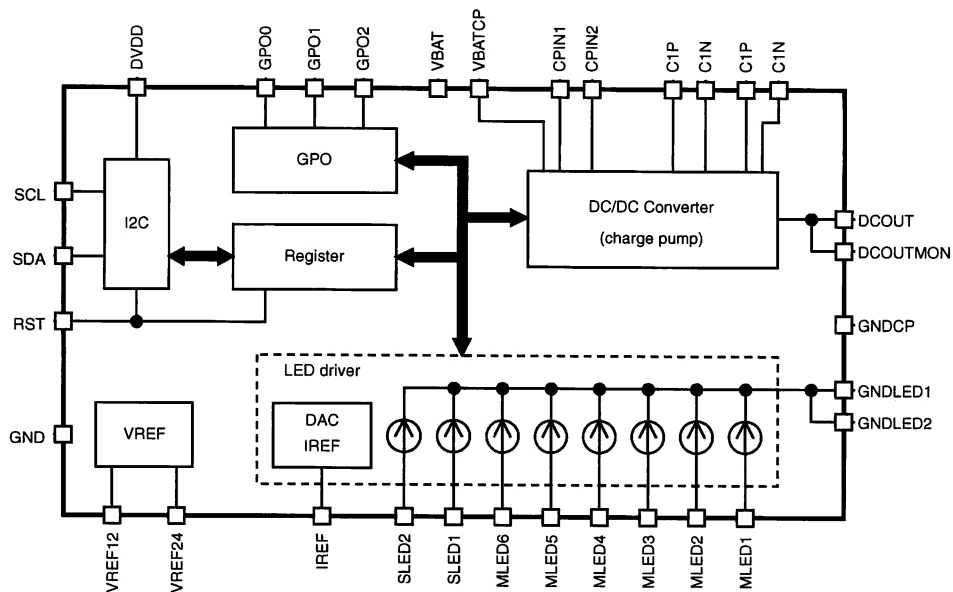 DVDD
GPO0
GPO1
GPO2
VBAT
VBATCP
CPIN1
CPIN2
C1P
C1N
C1P
C1N
GPO
SCL
I2C
DC/DC Converter
(charge pump)
DCOUT
SDA
Register
DCOUTMON
RST
GNDCP
LED driver
GNDLED1
DAC
IREF
GNDLED2
GND
VREF
VREF12
VREF24
IREF
SLED2
SLED1
MLED6
MLED5
MLED4
MLED3
MLED2
MLED1